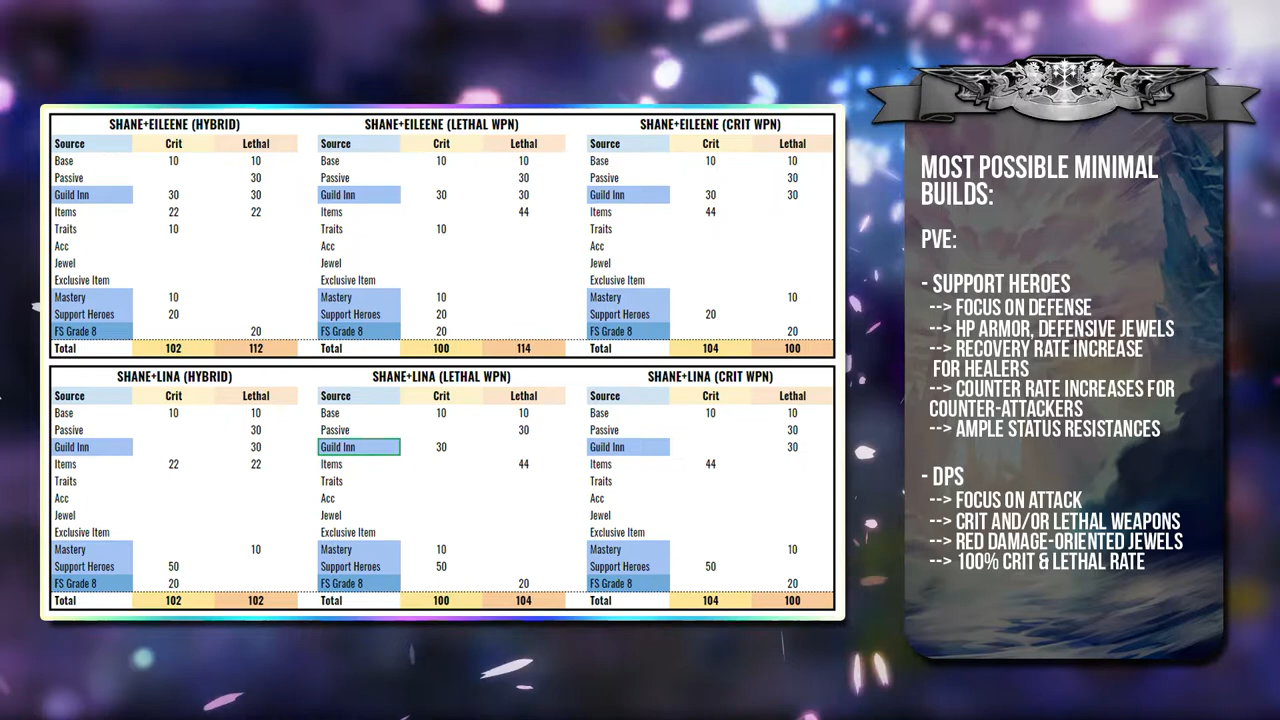 SHANE+EILEENE (HYBRID)
Source Crit Lethal
Base 10 10
Passive 30
Guild Inn 30 30
Items 22 22
Traits 10
Acc
Jewel
Exclusive Item
Mastery 10
Support Heroes 20
FS Grade 8 20
Total 102 112
SHANE+EILEENE (LETHAL WPN)
Source Crit Lethal
Base 10 10
Passive 30
Guild Inn 30 30
Items 44
Traits 10
Acc
Jewel
Exclusive Item
Mastery 10
Support Heroes 20
FS Grade 8 20
Total 100 114
SHANE+EILEENE (CRIT WPN)
Source Crit Lethal
Base 10 10
Passive 30
Guild Inn 30 30
Items 44
Traits
Acc
Jewel
Exclusive Item
Mastery 10
Support Heroes 20
FS Grade 8 20
Total 104 100
SHANE+LINA (HYBRID)
Source Crit Lethal
Base 10 10
Passive 30
Guild Inn 30
Items 22 22
Traits
Acc
Jewel
Exclusive Item
Mastery 10
Support Heroes 50
FS Grade 8 20
Total 102 102
SHANE+LINA (LETHAL WPN)
Source Crit Lethal
Base 10 10
Passive 30
Guild Inn 30
Items 44
Traits
Acc
Jewel
Exclusive Item
Mastery 10
Support Heroes 50
FS Grade 8 20
Total 100 104
SHANE+LINA (CRIT WPN)
Source Crit Lethal
Base 10 10
Passive 30
Guild Inn 30
Items 44
Traits
Acc
Jewel
Exclusive Item
Mastery 10
Support Heroes 50
FS Grade 8 20
Total 104 100
MOST POSSIBLE MINIMAL
BUILDS:
PVE:
- SUPPORT HEROES
--> FOCUS ON DEFENSE
--> HP ARMOR, DEFENSIVE JEWELS
--> RECOVERY RATE INCREASE
FOR HEALERS
--> COUNTER RATE INCREASES FOR
COUNTER-ATTACKERS
--> AMPLE STATUS RESISTANCES
- DPS
--> FOCUS ON ATTACK
--> CRIT AND/OR LETHAL WEAPONS
--> RED DAMAGE-ORIENTED JEWELS
--> 100% CRIT & LETHAL RATE